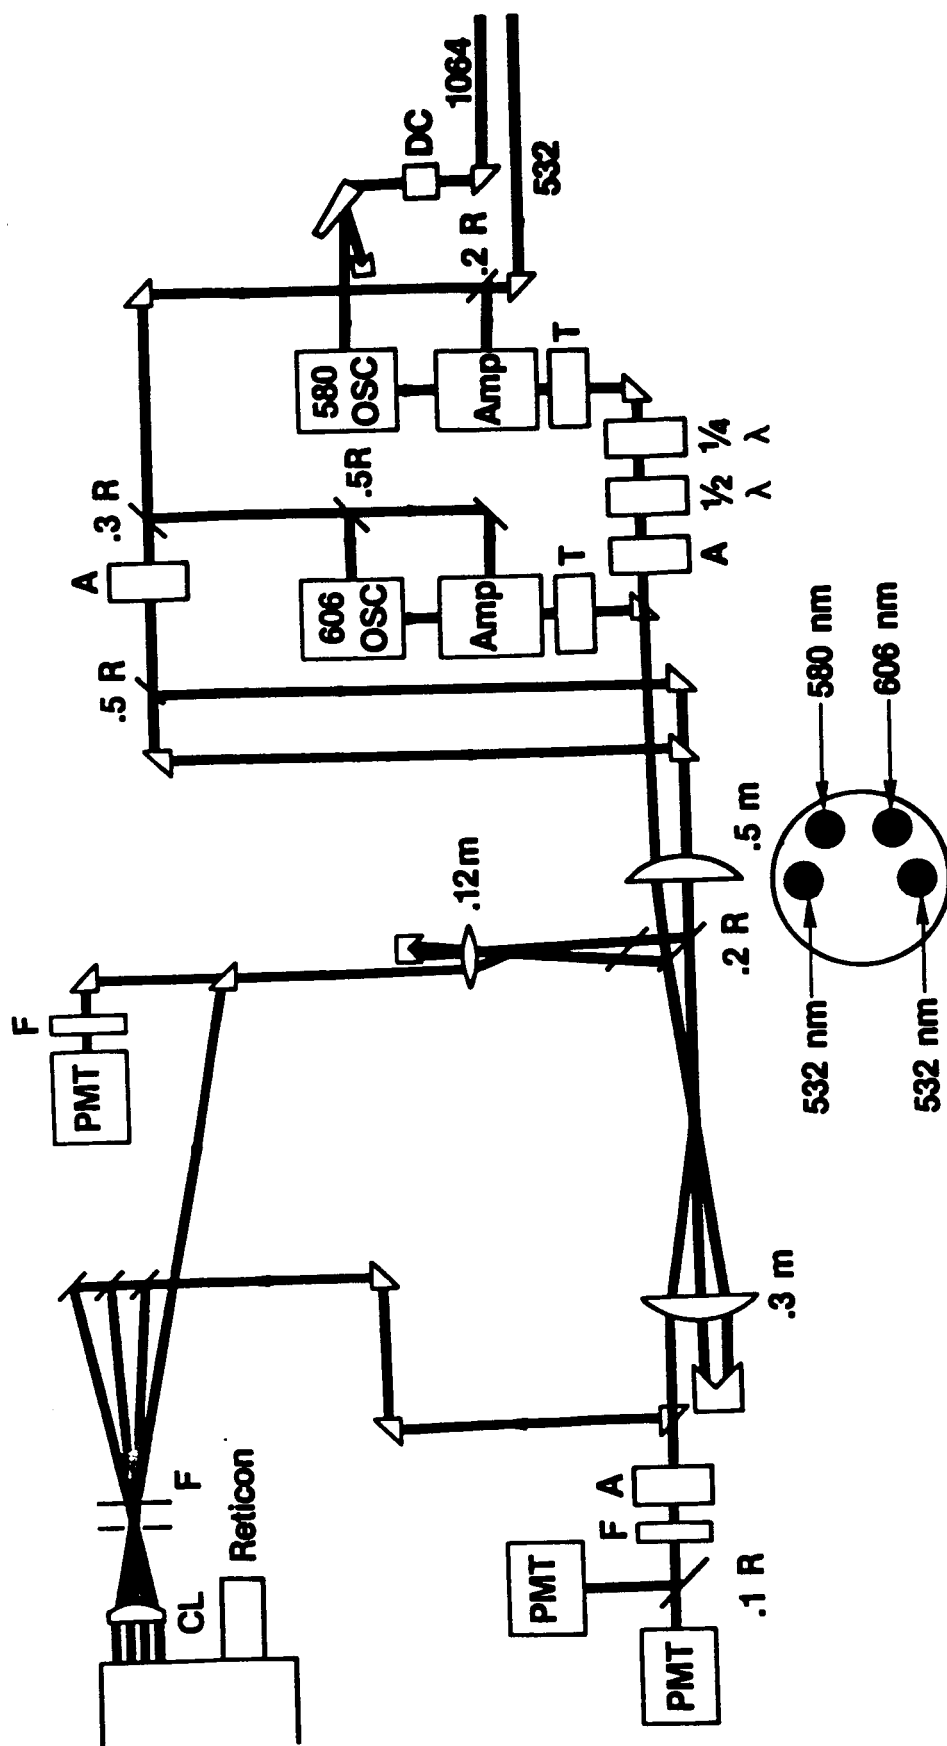 1064
532
DC
.2 R
580
OSC
Amp
T
1/4
λ
1/2
λ
A
.3 R
A
.5R
606
OSC
Amp
T
.5 R
.5 m
.12m
.2 R
F
PMT
.3 m
F
CL
Reticon
A
F
PMT
.1 R
PMT
580 nm
606 nm
532 nm
532 nm